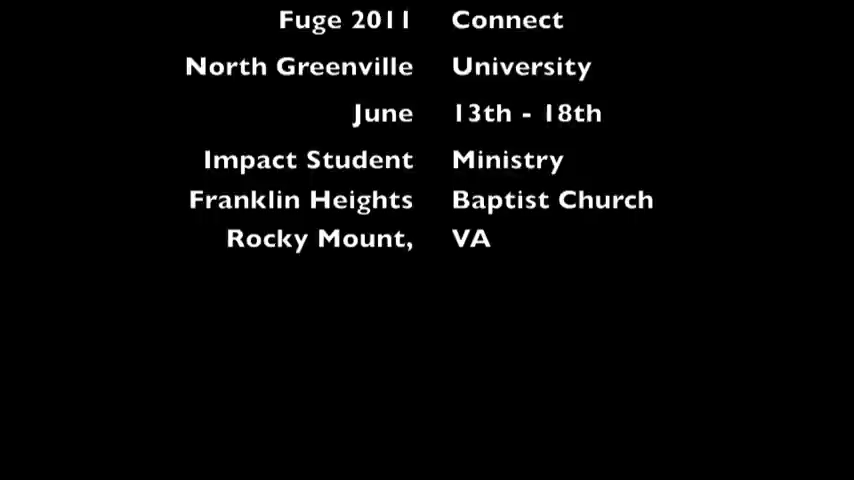 Fuge 2011 Connect
North Greenville University
June 13th - 18th
Impact Student Ministry
Franklin Heights Baptist Church
Rocky Mount, VA